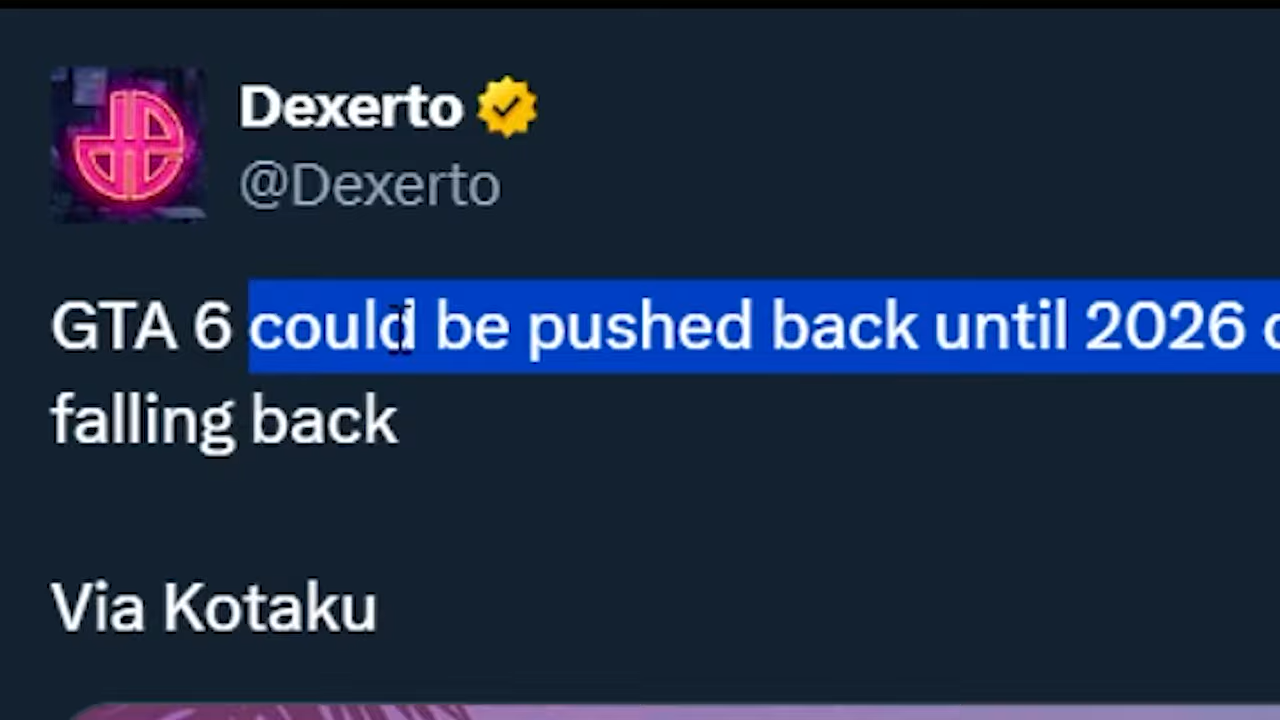 Dexerto
@Dexerto
GTA 6 could be pushed back until 2026
falling back
Via Kotaku